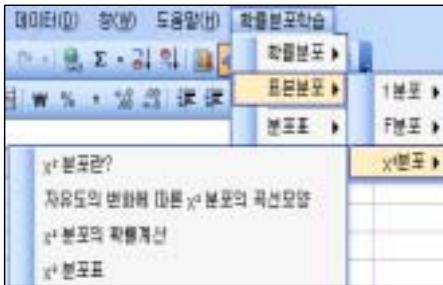 데이터(D) 창(W) 도움말(H) 확률분포학습
확률분포
표본분포
분포표
t분포
F분포
χ²분포
χ² 분포란?
자유도의 변화에 따른 χ² 분포의 곡선모양
χ² 분포의 확률계산
χ² 분포표